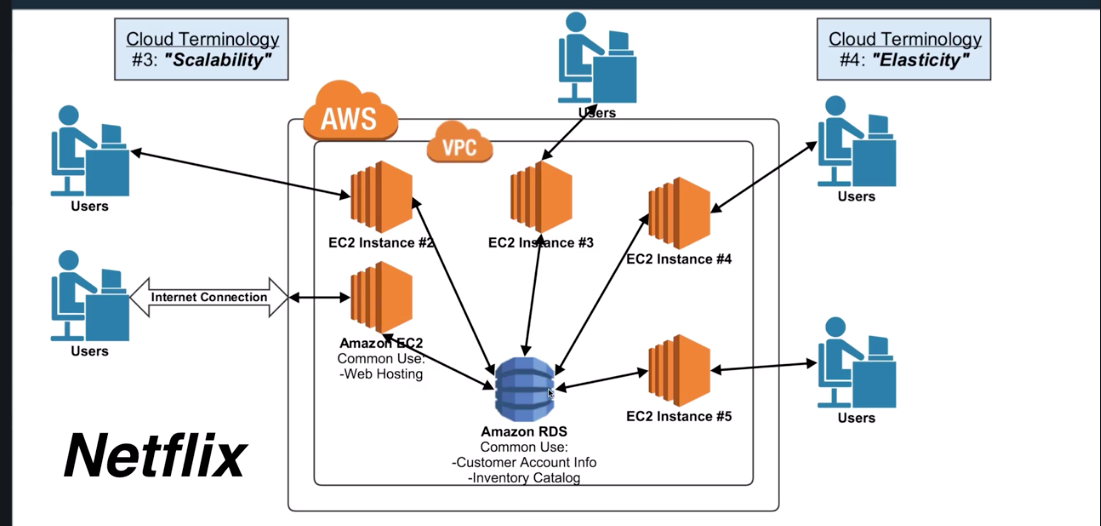 Cloud Terminology
#3: "Scalability"
Cloud Terminology
#4: "Elasticity"
Users
AWS
VPC
Users
Users
EC2 Instance #2
EC2 Instance #3
EC2 Instance #4
Internet Connection
Users
Amazon EC2
Common Use:
-Web Hosting
EC2 Instance #5
Users
Amazon RDS
Common Use:
-Customer Account Info
-Inventory Catalog
Netflix